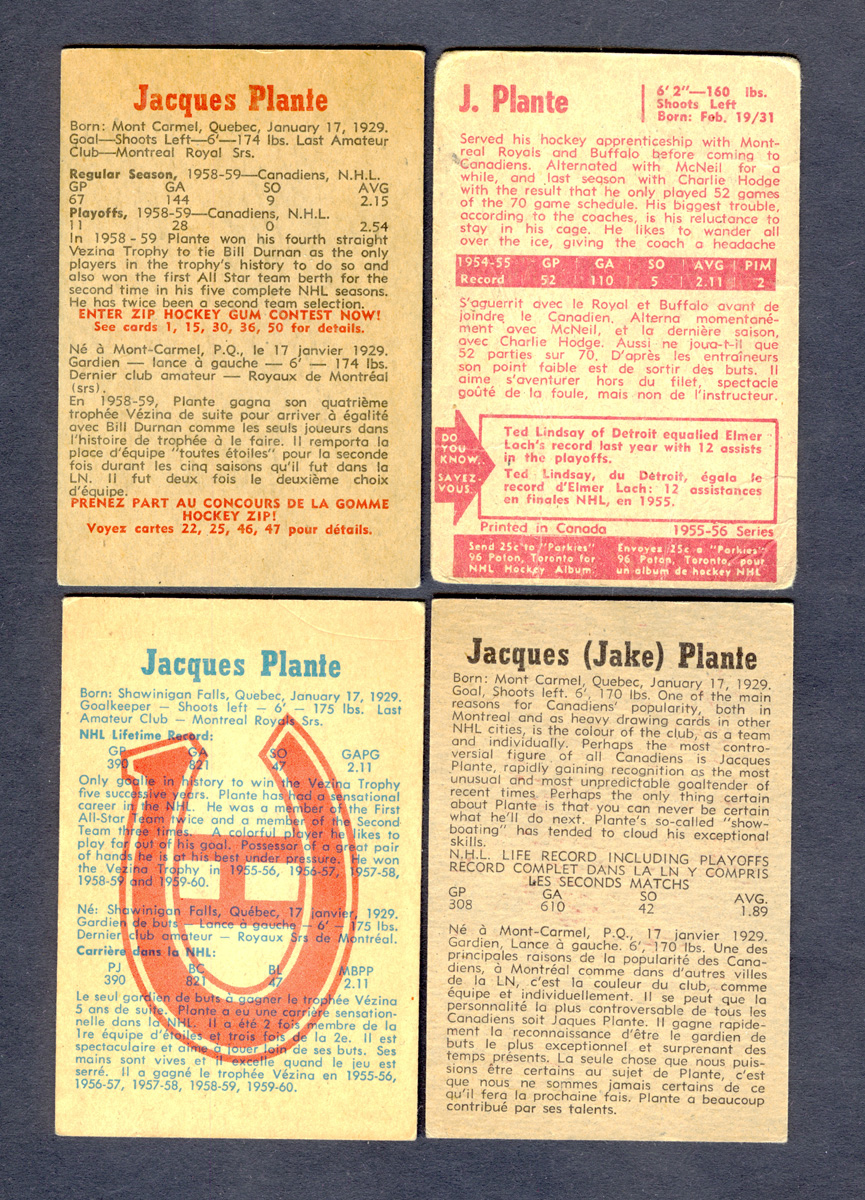 Jacques Plante
Born: Mont Carmel, Quebec, January 17, 1929.
Goal—Shoots Left—6'—174 lbs. Last Amateur
Club—Montreal Royal Srs.
Regular Season, 1958-59—Canadiens, N.H.L.
GP GA SO AVG
67 144 9 2.15
Playoffs, 1958-59—Canadiens, N.H.L.
11 28 0 2.54
In 1958-59 Plante won his fourth straight
Vezina Trophy to tie Bill Durnan as the only
players in the trophy's history to do so and
also won the first All Star team berth for the
second time in his five complete NHL seasons.
He has twice been a second team selection.
ENTER ZIP HOCKEY GUM CONTEST NOW!
See cards 1, 15, 30, 36, 50 for details.
Né à Mont-Carmel, P.Q., le 17 janvier 1929.
Gardien — lance à gauche — 6' — 174 lbs.
Dernier club amateur — Royaux de Montréal
(srs).
En 1958-59, Plante gagna son quatrième
trophée Vézina de suite pour arriver à égalité
avec Bill Durnan comme les seuls joueurs dans
l'histoire de trophée à le faire. Il remporta la
place d'équipe "toutes étoiles" pour la seconde
fois durant les cinq saisons qu'il fut dans la
LN. Il fut deux fois le deuxième choix
d'équipe.
PRENEZ PART AU CONCOURS DE LA GOMME
HOCKEY ZIP!
Voyez cartes 22, 25, 46, 47 pour détails.
J. Plante
6' 2"—160 lbs.
Shoots Left
Born: Feb. 19/31
Served his hockey apprenticeship with Mont-
real Royals and Buffalo before coming to
Canadiens. Alternated with McNeil for a
while, and last season with Charlie Hodge
with the result that he only played 52 games
of the 70 game schedule. His biggest trouble,
according to the coaches, is his reluctance to
stay in his cage. He likes to wander all
over the ice, giving the coach a headache
1954-55 GP GA SO AVG PIM
Record 52 110 5 2.11 2
S'aguerrit avec le Royal et Buffalo avant de
joindre le Canadien. Alterna momentané-
ment avec McNeil, et la dernière saison,
avec Charlie Hodge. Aussi ne joua-t-il que
52 parties sur 70. D'après les entraîneurs
son point faible est de sortir des buts. Il
aime s'aventurer hors du filet, spectacle
goûté de la foule, mais non de l'instructeur.
DO
YOU
KNOW..
SAVEZ-
VOUS..
Ted Lindsay of Detroit equalled Elmer
Lach's record last year with 12 assists
in the playoffs.
Ted Lindsay, du Détroit, égala le
record d'Elmer Lach: 12 assistances
en finales NHL, en 1955.
Printed in Canada 1955-56 Series
Send 25c to "Parkies"
96 Paton, Toronto for
NHL Hockey Album
Envoyez 25c a "Parkies"
96 Paton, Toronto pour
un album de hockey NHL
Jacques Plante
Born: Shawinigan Falls, Quebec, January 17, 1929.
Goalkeeper — Shoots left — 6' — 175 lbs. Last
Amateur Club — Montreal Royals Srs.
NHL Lifetime Record:
GP GA SO GAPG
390 821 47 2.11
Only goalie in history to win the Vezina Trophy
five successive years. Plante has had a sensational
career in the NHL. He was a member of the First
All-Star Team twice and a member of the Second
Team three times. A colorful player he likes to
play far out of his goal. Possessor of a great pair
of hands he is at his best under pressure. He won
the Vezina Trophy in 1955-56, 1956-57, 1957-58,
1958-59 and 1959-60.
Né: Shawinigan Falls, Québec, 17 janvier, 1929.
Gardien de buts — Lance à gauche — 6' — 175 lbs.
Dernier club amateur — Royaux Srs de Montréal.
Carrière dans la NHL:
PJ BC BL MBPP
390 821 47 2.11
Le seul gardien de buts à gagner le trophée Vézina
5 ans de suite. Plante a eu une carrière sensation-
nelle dans la NHL. Il a été 2 fois membre de la
1re équipe d'étoiles et trois fois de la 2e. Il est
spectaculaire et aime à jouer loin de ses buts. Ses
mains sont vives et il excelle quand le jeu est
serré. Il a gagné le trophée Vézina en 1955-56,
1956-57, 1957-58, 1958-59, 1959-60.
Jacques (Jake) Plante
Born: Mont Carmel, Quebec, January 17, 1929.
Goal, Shoots left. 6', 170 lbs. One of the main
reasons for Canadiens' popularity, both in
Montreal and as heavy drawing cards in other
NHL cities, is the colour of the club, as a team
and individually. Perhaps the most contro-
versial figure of all Canadiens is Jacques
Plante, rapidly gaining recognition as the most
unusual and most unpredictable goaltender of
recent times. Perhaps the only thing certain
about Plante is that you can never be certain
what he'll do next. Plante's so-called "show-
boating" has tended to cloud his exceptional
skills.
N.H.L. LIFE RECORD INCLUDING PLAYOFFS
RECORD COMPLET DANS LA LN Y COMPRIS
LES SECONDS MATCHS
GP GA SO AVG.
308 610 42 1.89
Né à Mont-Carmel, P.Q., 17 janvier, 1929.
Gardien, Lance à gauche. 6', 170 lbs. Une des
principales raisons de la popularité des Cana-
diens, à Montréal comme dans d'autres villes
de la LN, c'est la couleur du club, comme
équipe et individuellement. Il se peut que la
personnalité la plus controversable de tous les
Canadiens soit Jaques Plante. Il gagne rapide-
ment la reconnaissance d'être le gardien de
buts le plus exceptionnel et surprenant des
temps présents. La seule chose que nous puis-
sions être certains au sujet de Plante, c'est
que nous ne sommes jamais certains de ce
qu'il fera la prochaine fois. Plante a beaucoup
contribué par ses talents.